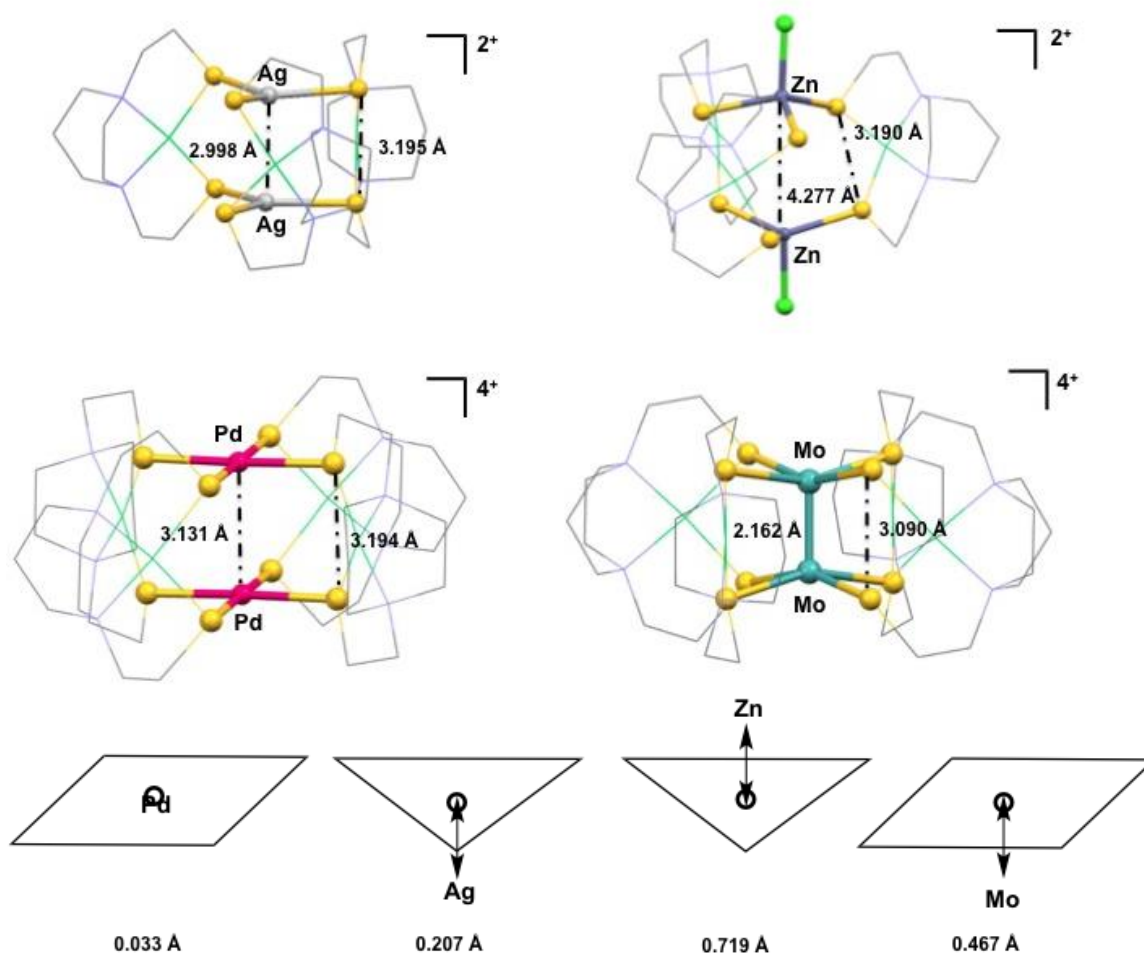 2+
Ag
2.998 Å
3.195 Å
Ag
2+
Zn
3.190 Å
4.277 Å
Zn
4+
Pd
3.131 Å
3.194 Å
Pd
4+
Mo
2.162 Å
3.090 Å
Mo
Pd
Ag
Zn
Mo
0.033 Å
0.207 Å
0.719 Å
0.467 Å